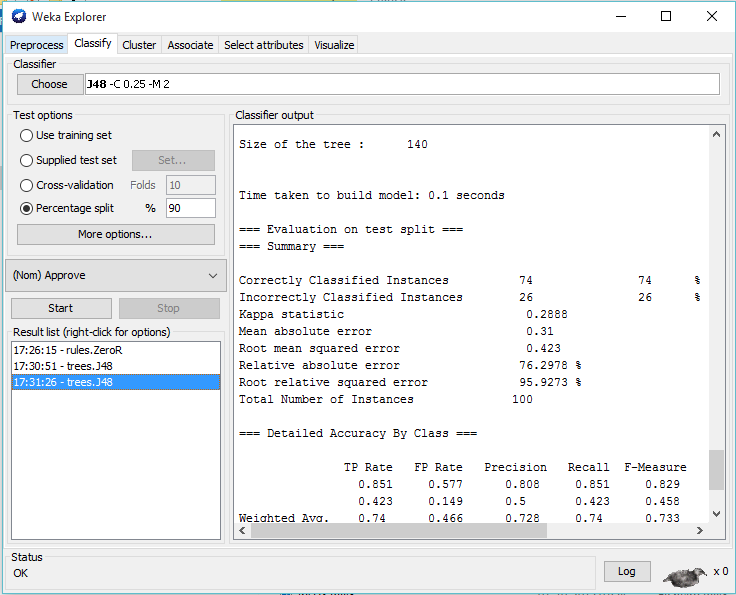 Weka Explorer
Preprocess Classify Cluster Associate Select attributes Visualize
Classifier
Choose J48 -C 0.25 -M 2
Test options
Use training set
Supplied test set Set...
Cross-validation Folds 10
Percentage split % 90
More options...
(Nom) Approve
Start Stop
Result list (right-click for options)
17:26:15 - rules.ZeroR
17:30:51 - trees.J48
17:31:26 - trees.J48
Classifier output
Size of the tree : 140
Time taken to build model: 0.1 seconds
=== Evaluation on test split ===
=== Summary ===
Correctly Classified Instances 74 74 %
Incorrectly Classified Instances 26 26 %
Kappa statistic 0.2888
Mean absolute error 0.31
Root mean squared error 0.423
Relative absolute error 76.2978 %
Root relative squared error 95.9273 %
Total Number of Instances 100
=== Detailed Accuracy By Class ===
TP Rate FP Rate Precision Recall F-Measure
0.851 0.577 0.808 0.851 0.829
0.423 0.149 0.5 0.423 0.458
Weighted Avg. 0.74 0.466 0.728 0.74 0.733
Status
OK
Log x 0